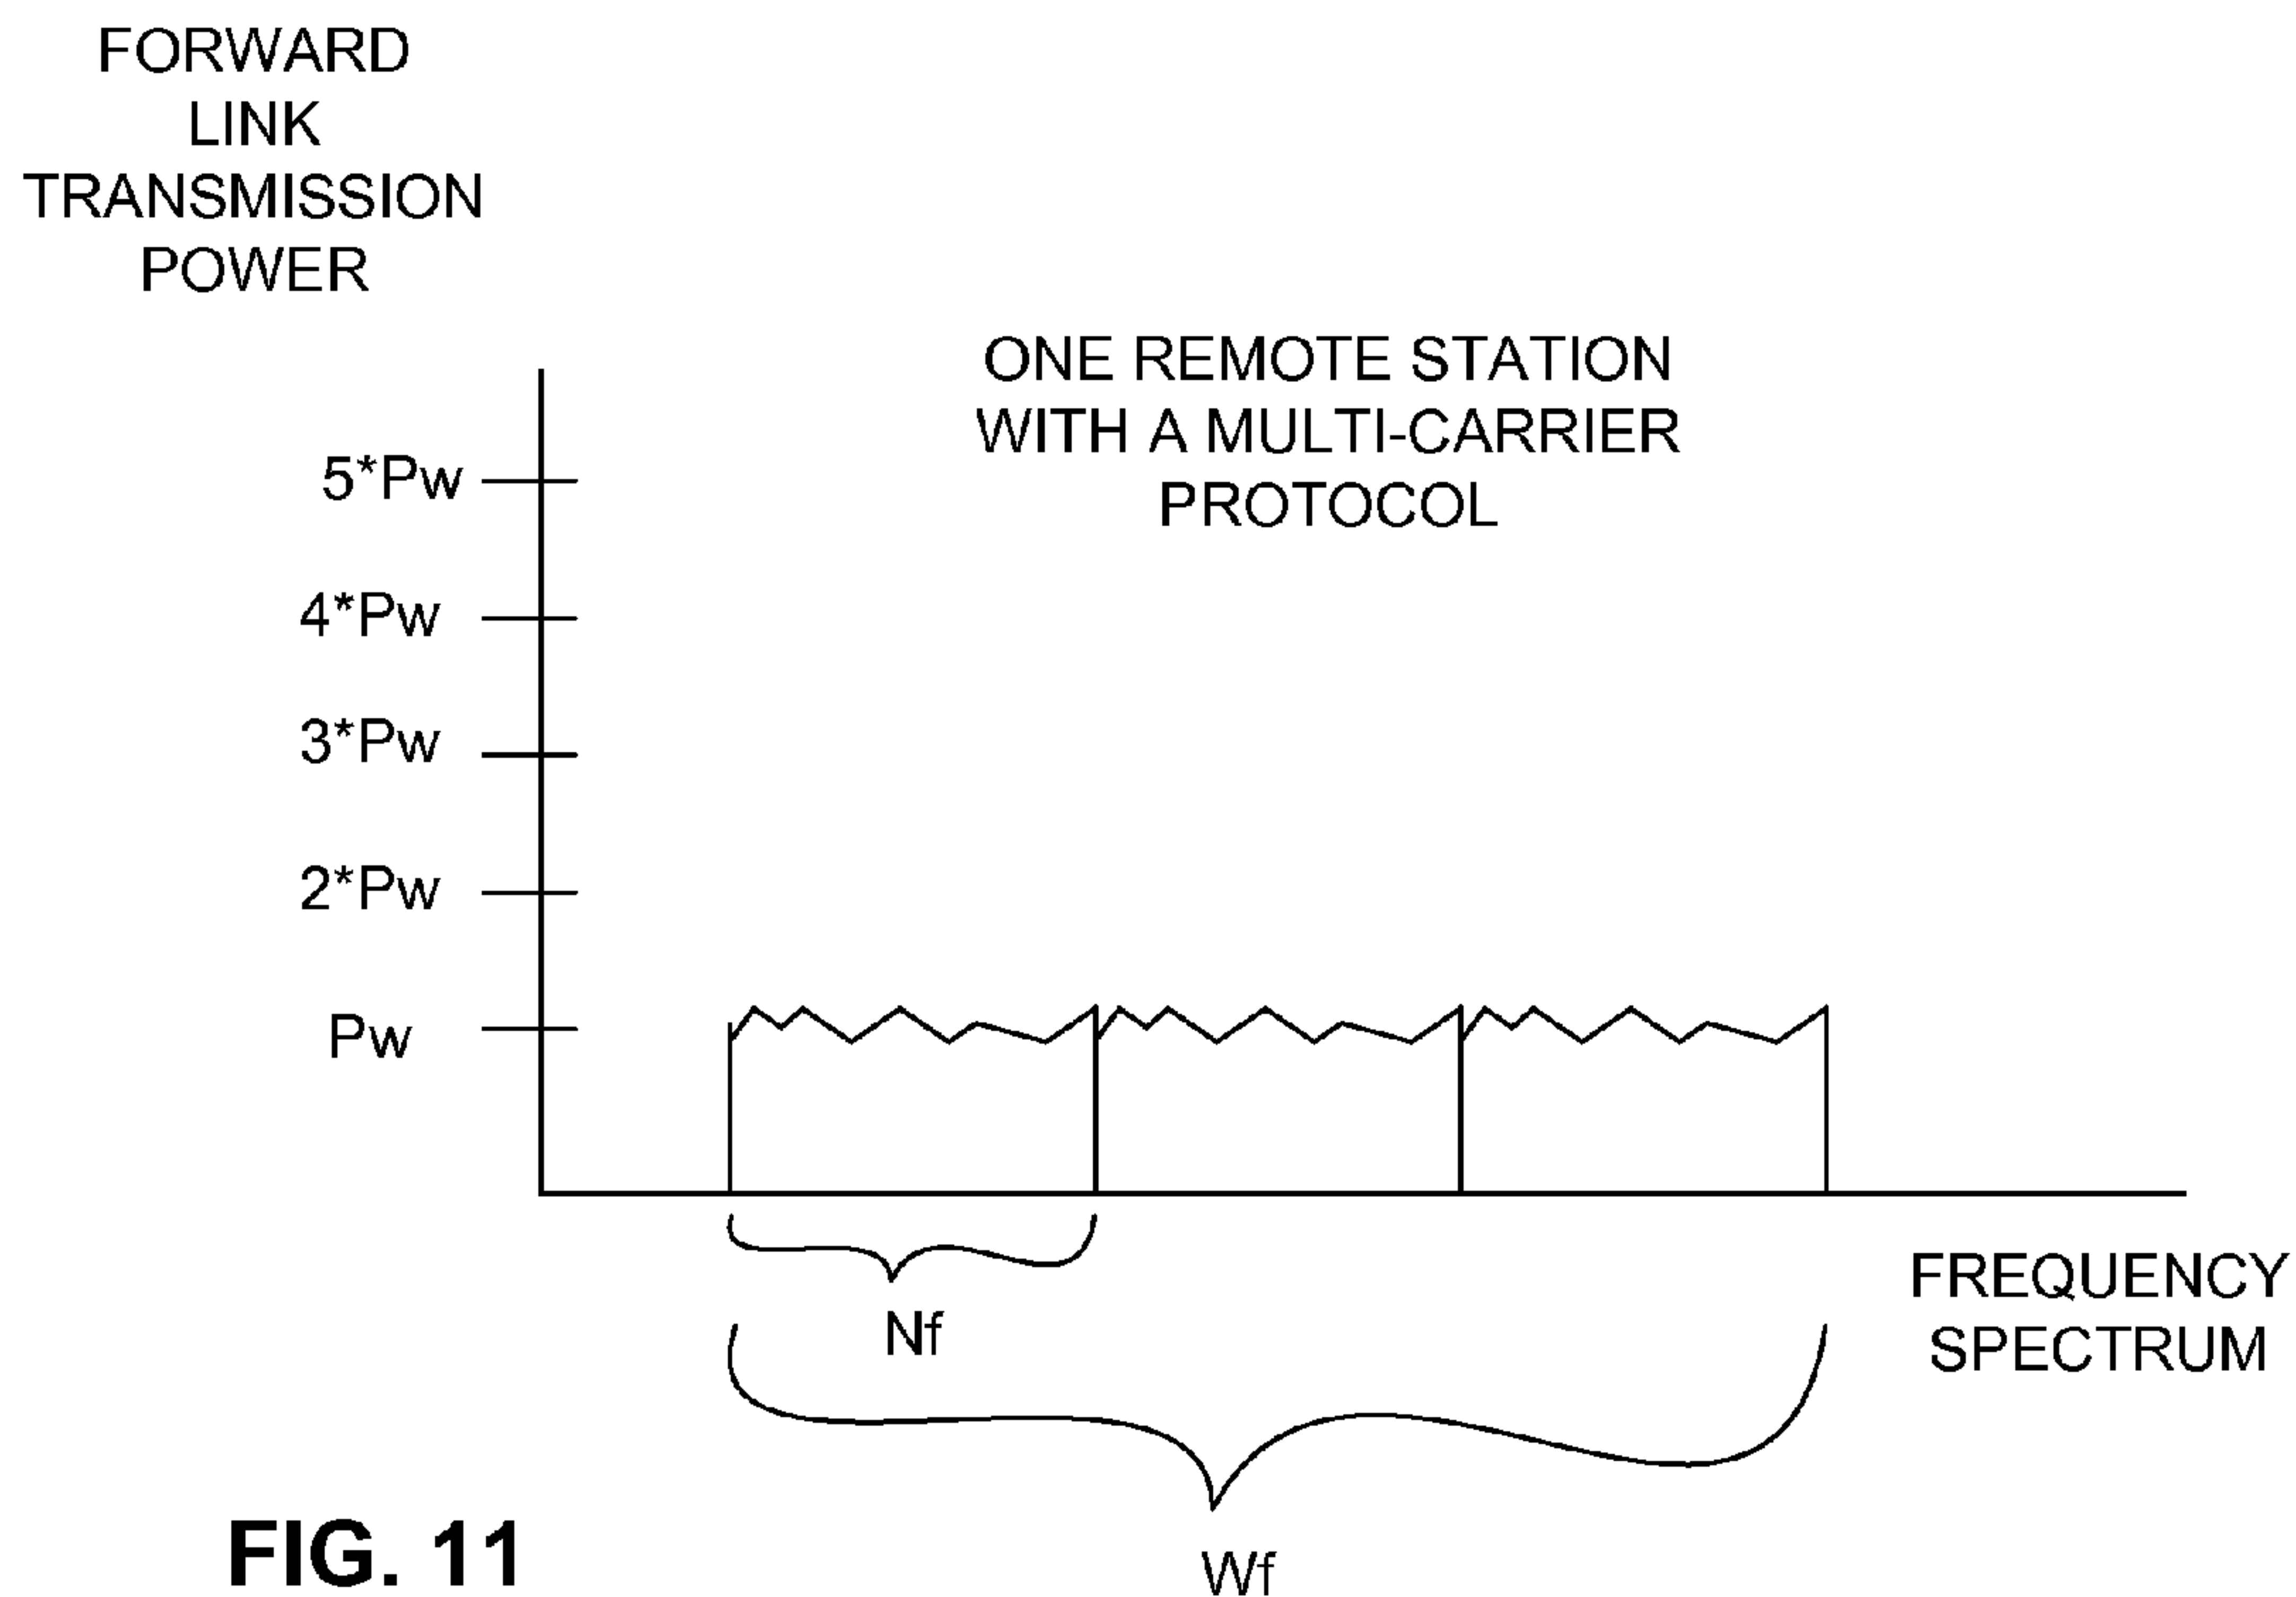 FORWARD
LINK
TRANSMISSION
POWER
ONE REMOTE STATION
WITH A MULTI-CARRIER
PROTOCOL
5*Pw
4*Pw
3*Pw
2*Pw
Pw
Nf
FREQUENCY
SPECTRUM
Wf
FIG. 11